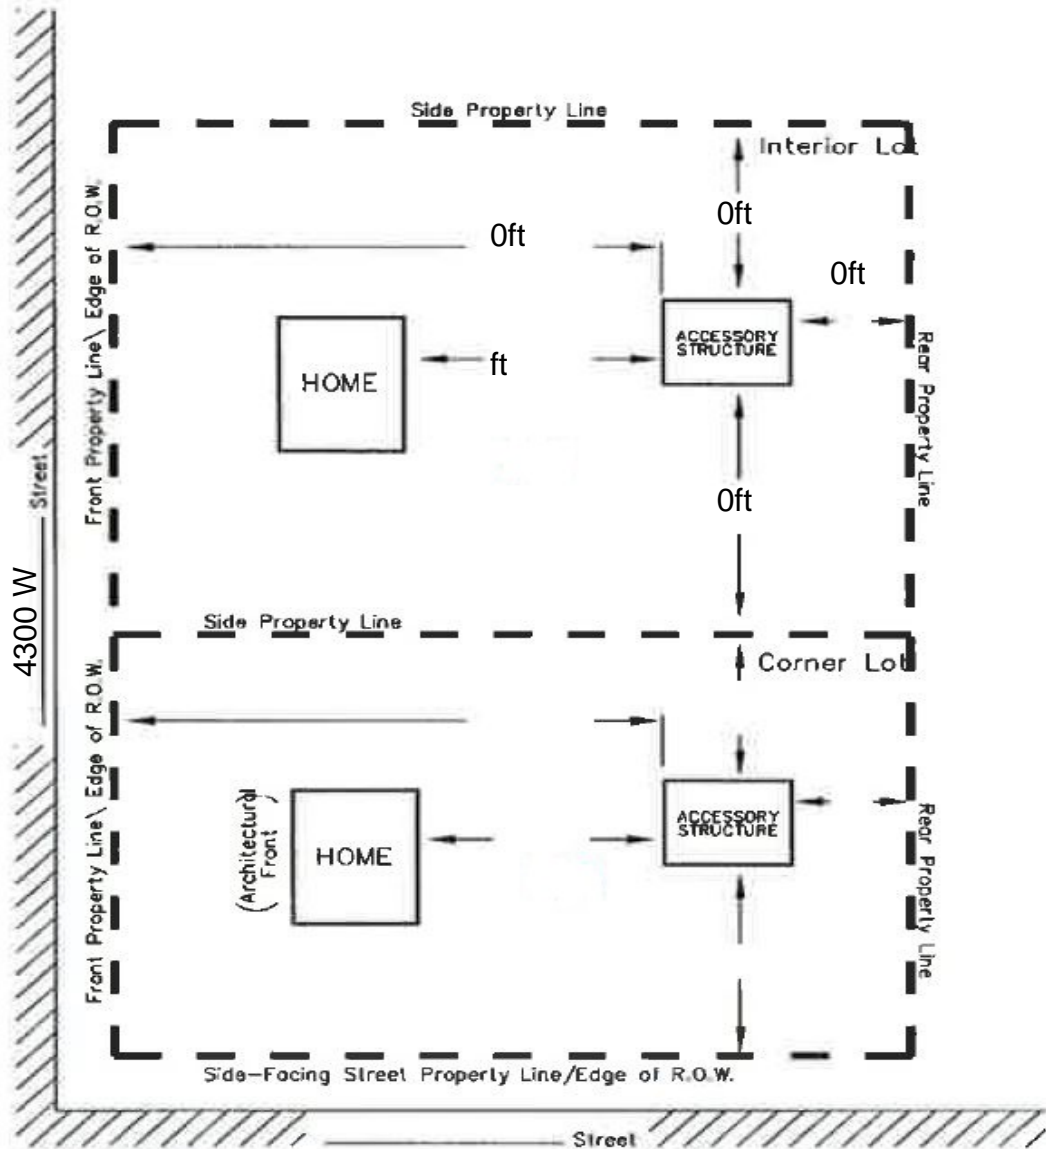 Side Property Line
Interior Lot
0ft
0ft
0ft
Front Property Line\ Edge of R.O.W.
ACCESSORY
STRUCTURE
HOME
ft
Rear Property Line
Street
0ft
4300 W
Side Property Line
Corner Lot
Front Property Line\ Edge of R.O.W.
(Architectural
Front)
HOME
ACCESSORY
STRUCTURE
Rear Property Line
Side-Facing Street Property Line/Edge of R.O.W.
Street